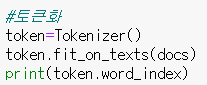 #토큰화
token=Tokenizer()
token.fit_on_texts(docs)
print(token.word_index)